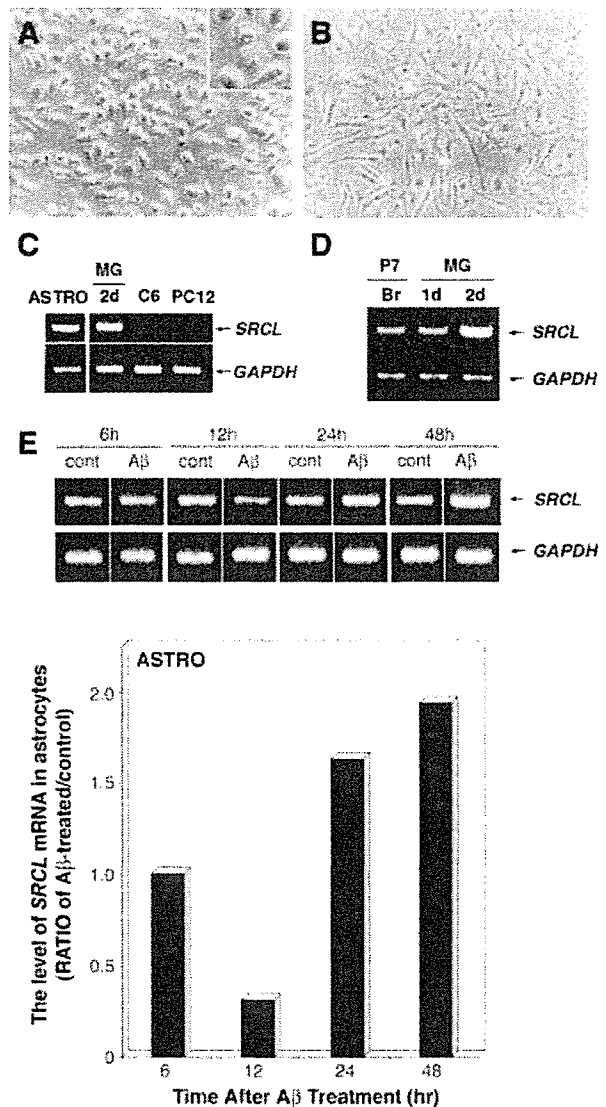 A
B
C
MG
ASTRO 2d C6 PC12
SRCL
GAPDH
D
P7 MG
Br 1d 2d
SRCL
GAPDH
E
6h 12h 24h 48h
cont Aβ cont Aβ cont Aβ cont Aβ
SRCL
GAPDH
ASTRO
The level of SRCL mRNA in astrocytes
(RATIO of Aβ-treated/control)
2.0
1.5
1.0
0.5
0
6 12 24 48
Time After Aβ Treatment (hr)